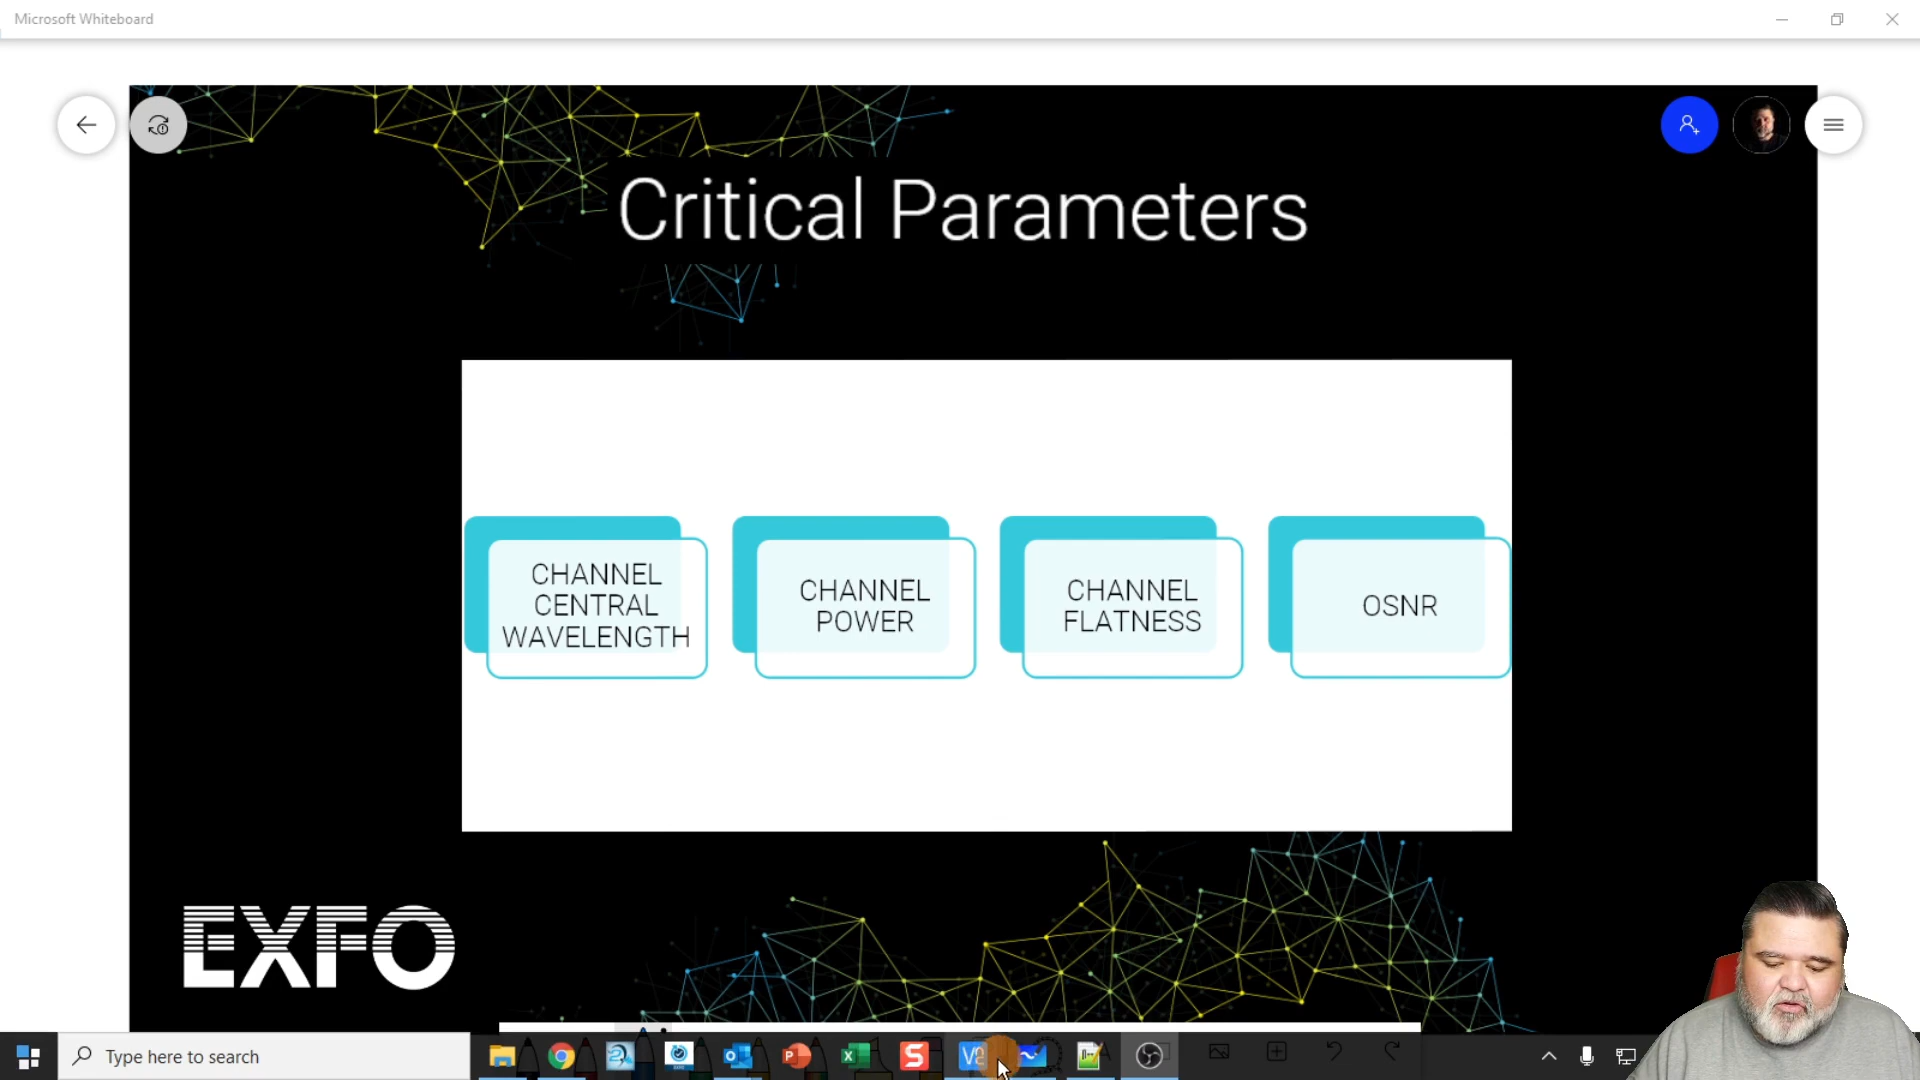 Microsoft Whiteboard
Critical Parameters
CHANNEL
CENTRAL
WAVELENGTH
CHANNEL
POWER
CHANNEL
FLATNESS
OSNR
EXFO
Type here to search